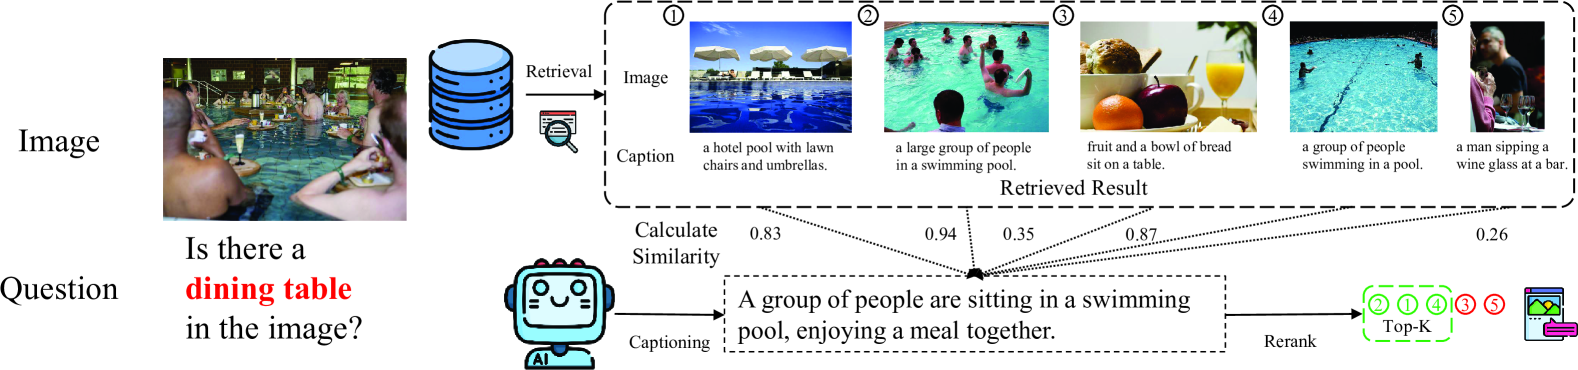 Image
Question
Is there a
dining table
in the image?
Retrieval
Image
Caption
1
2
3
4
5
a hotel pool with lawn
chairs and umbrellas.
a large group of people
in a swimming pool.
fruit and a bowl of bread
sit on a table.
a group of people
swimming in a pool.
a man sipping a
wine glass at a bar.
Retrieved Result
Calculate
Similarity
0.83
0.94
0.35
0.87
0.26
AI
Captioning
A group of people are sitting in a swimming
pool, enjoying a meal together.
Rerank
2 1 4 3 5
Top-K